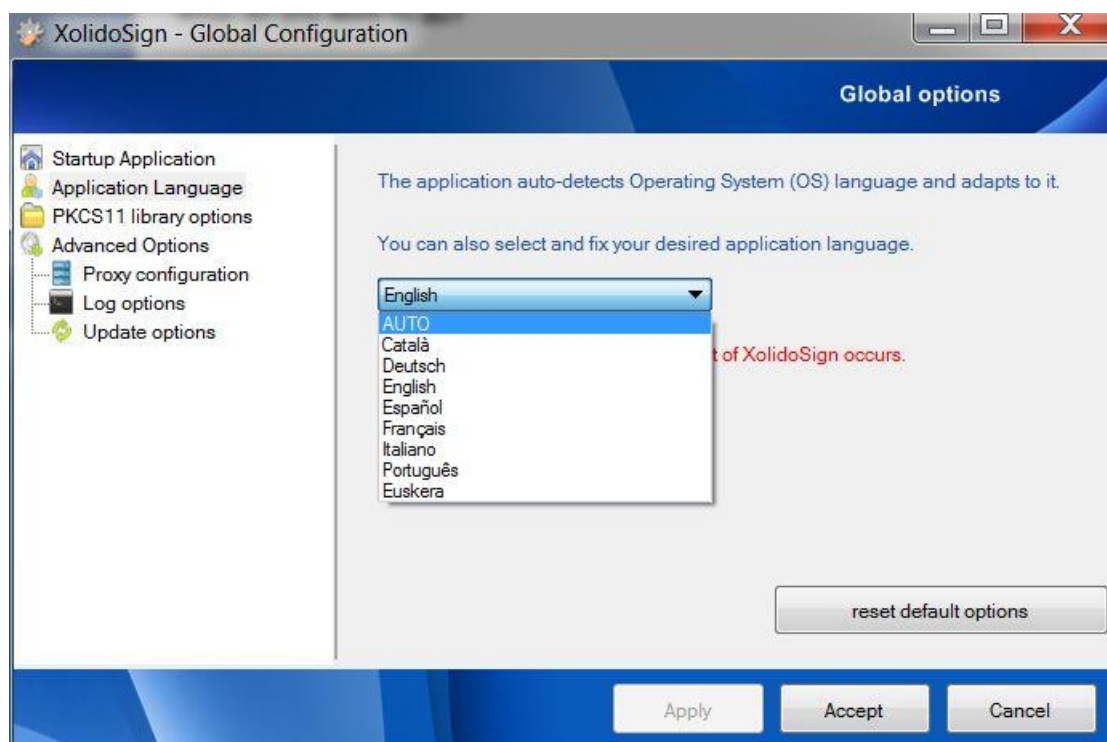 XolidoSign - Global Configuration
Global options
Startup Application
Application Language
PKCS11 library options
Advanced Options
Proxy configuration
Log options
Update options
The application auto-detects Operating System (OS) language and adapts to it.
You can also select and fix your desired application language.
English
AUTO
Català
Deutsch
English
Español
Français
Italiano
Português
Euskera
of XolidoSign occurs.
reset default options
Apply
Accept
Cancel